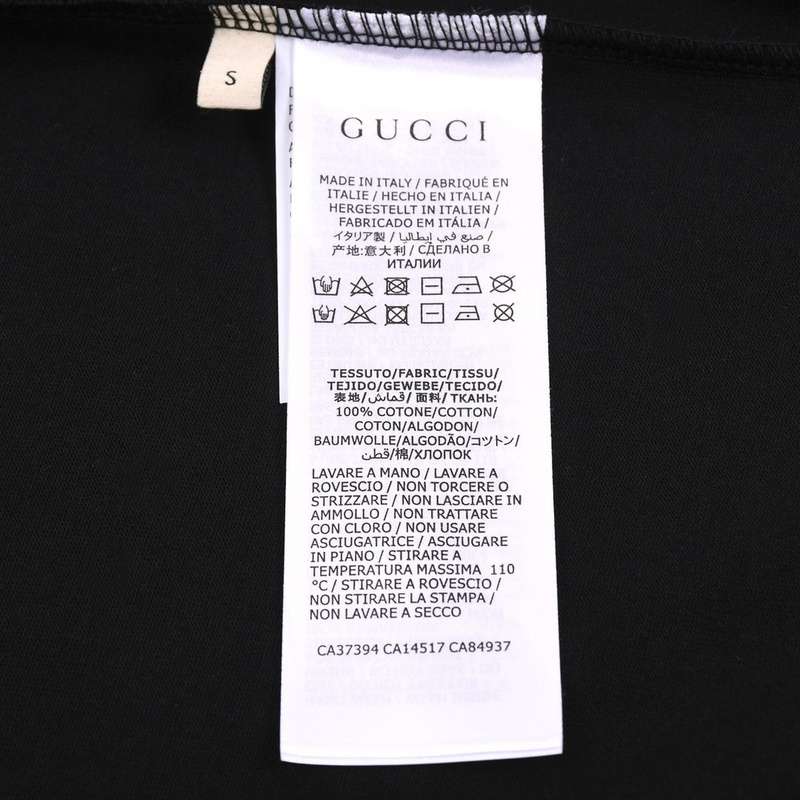 S
GUCCI
MADE IN ITALY / FABRIQUÉ EN
ITALIE / HECHO EN ITALIA /
HERGESTELLT IN ITALIEN /
FABRICADO EM ITÁLIA /
イタリア製 / صنع في إيطاليا /
产地:意大利 / СДЕЛАНО В
ИТАЛИИ
TESSUTO/FABRIC/TISSU/
TEJIDO/GEWEBE/TECIDO/
表地/قماش/ 面料/ ТКАНЬ:
100% COTONE/COTTON/
COTON/ALGODON/
BAUMWOLLE/ALGODÃO/コットン/
قطن/棉/ХЛОПОК
LAVARE A MANO / LAVARE A
ROVESCIO / NON TORCERE O
STRIZZARE / NON LASCIARE IN
AMMOLLO / NON TRATTARE
CON CLORO / NON USARE
ASCIUGATRICE / ASCIUGARE
IN PIANO / STIRARE A
TEMPERATURA MASSIMA 110
°C / STIRARE A ROVESCIO /
NON STIRARE LA STAMPA /
NON LAVARE A SECCO
CA37394 CA14517 CA84937